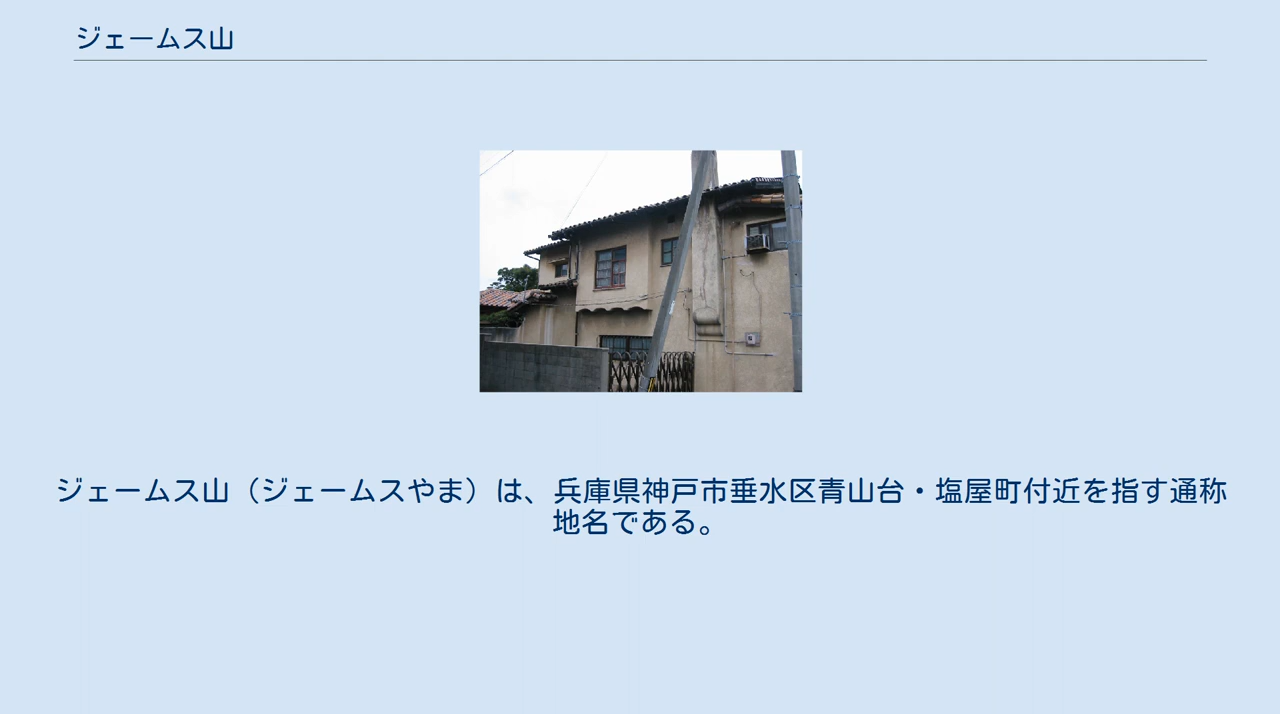 ジェームス山
ジェームス山（ジェームスやま）は、兵庫県神戸市垂水区青山台・塩屋町付近を指す通称
地名である。